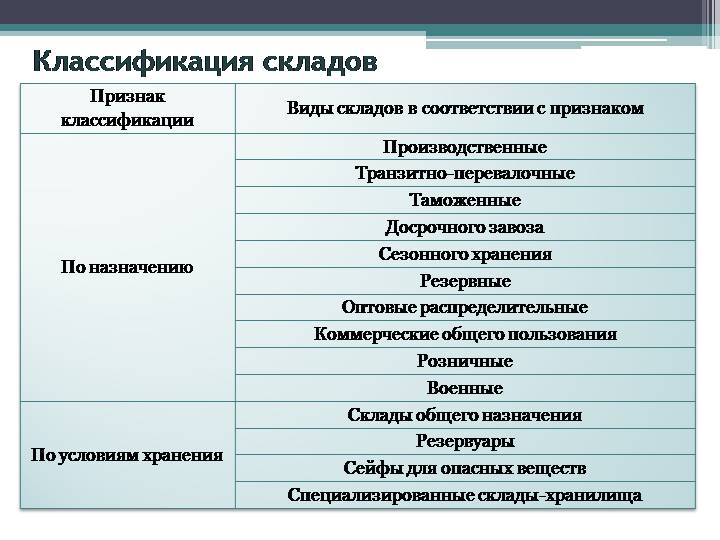 Классификация складов
Признак
классификации
Виды складов в соответствии с признаком
По назначению
Производственные
Транзитно-перевалочные
Таможенные
Досрочного завоза
Сезонного хранения
Резервные
Оптовые распределительные
Коммерческие общего пользования
Розничные
Военные
По условиям хранения
Склады общего назначения
Резервуары
Сейфы для опасных веществ
Специализированные склады-хранилища